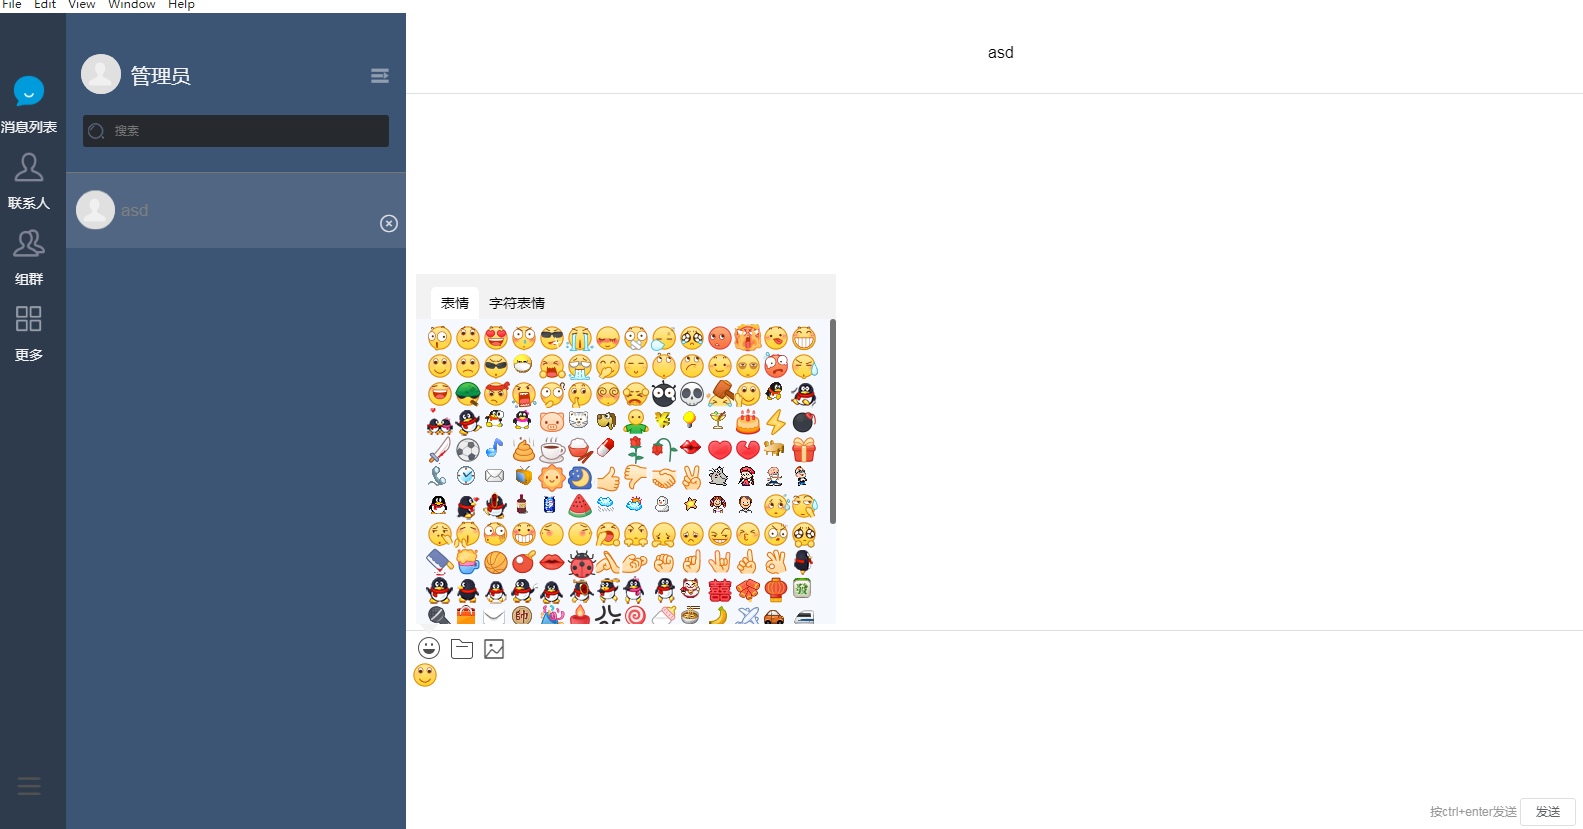 File Edit View Window Help
消息列表
联系人
组群
更多
管理员
搜索
asd
asd
表情 字符表情
按ctrl+enter发送 发送